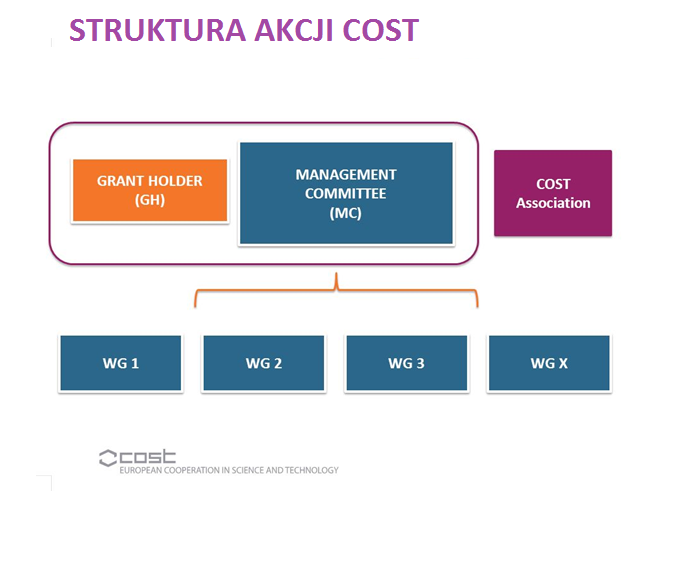 STRUKTURA AKCJI COST
GRANT HOLDER
(GH)
MANAGEMENT
COMMITTEE
(MC)
COST
Association
WG 1
WG 2
WG 3
WG X
cost
EUROPEAN COOPERATION IN SCIENCE AND TECHNOLOGY